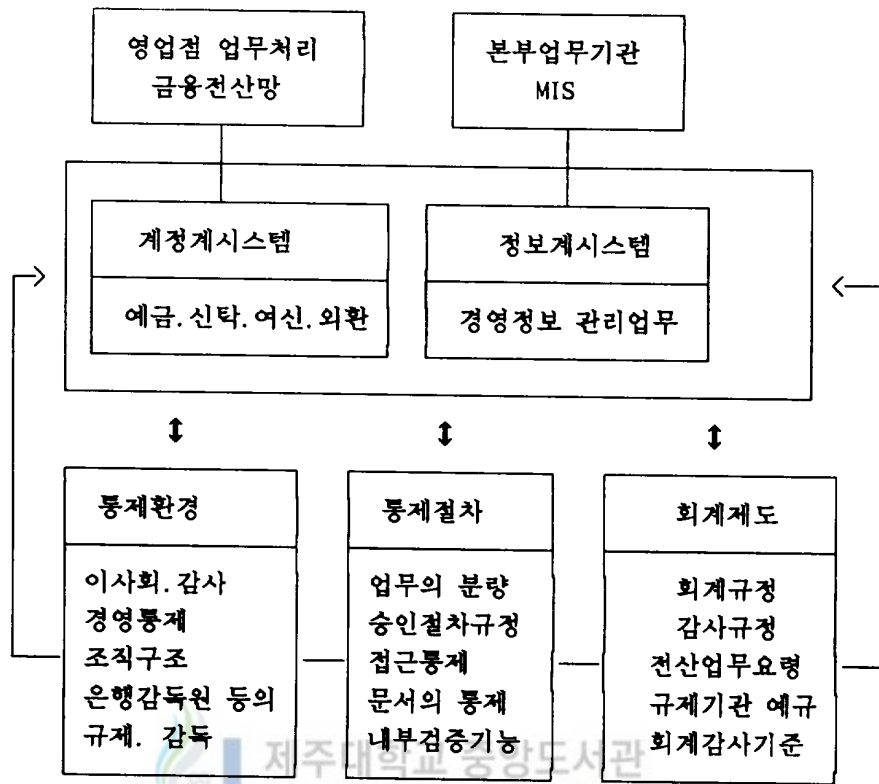 영업점 업무처리
금융전산망
본부업무기관
MIS
계정계시스템
예금.신탁.여신.외환
정보계시스템
경영정보 관리업무
통제환경
이사회.감사
경영통제
조직구조
은행감독원 등의
규제. 감독
통제절차
업무의 분량
승인절차규정
접근통제
문서의 통제
내부검증기능
회계제도
회계규정
감사규정
전산업무요령
규제기관 예규
회계감사기준
제주대학교 중앙도서관